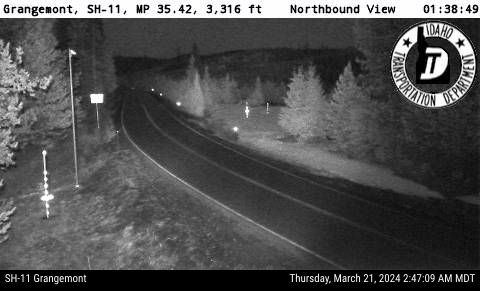 Grangemont, SH-11, MP 35.42, 3,316 ft Northbound View 01:38:49
IDAHO
TRANSPORTATION DEPARTMENT
SH-11 Grangemont Thursday, March 21, 2024 2:47:09 AM MDT